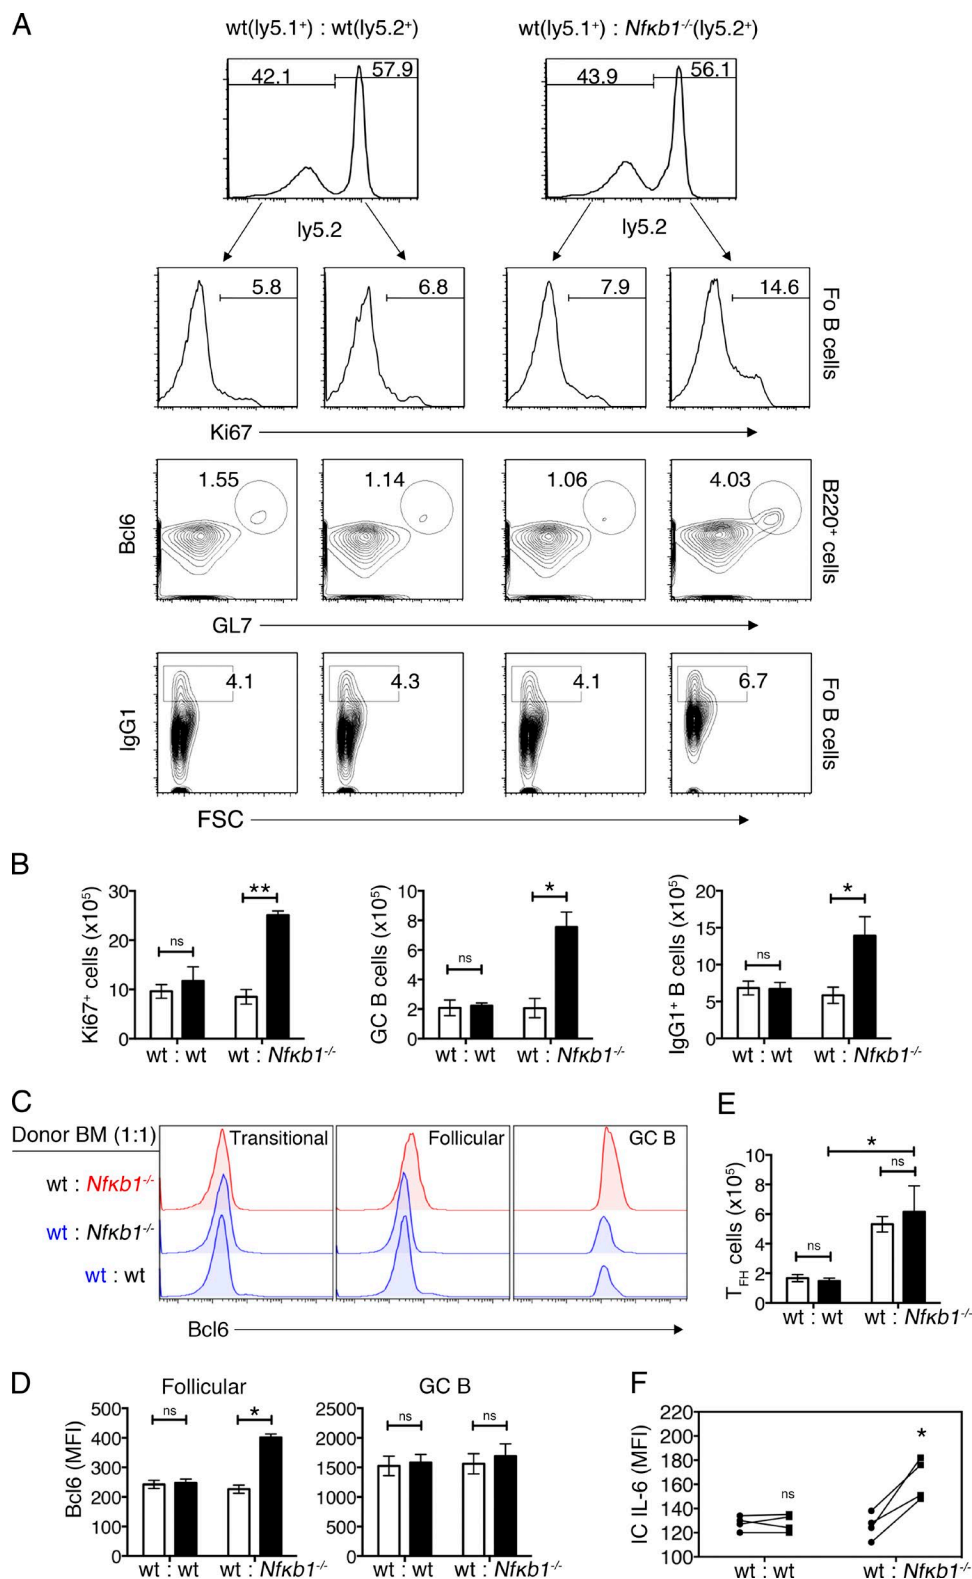 A
wt(ly5.1⁺) : wt(ly5.2⁺)
wt(ly5.1⁺) : Nfκb1⁻/⁻(ly5.2⁺)
42.1
57.9
43.9
56.1
ly5.2
ly5.2
5.8
6.8
7.9
14.6
Fo B cells
Ki67
1.55
1.14
1.06
4.03
Bcl6
B220⁺ cells
GL7
4.1
4.3
4.1
6.7
IgG1
Fo B cells
FSC
B
Ki67⁺ cells (x10⁵)
30
20
10
0
ns
**
wt : wt
wt : Nfκb1⁻/⁻
GC B cells (x10⁵)
10
8
6
4
2
0
ns
*
wt : wt
wt : Nfκb1⁻/⁻
IgG1⁺ B cells (x10⁵)
20
15
10
5
0
ns
*
wt : wt
wt : Nfκb1⁻/⁻
C
Donor BM (1:1)
Transitional
Follicular
GC B
wt : Nfκb1⁻/⁻
wt : Nfκb1⁻/⁻
wt : wt
Bcl6
E
T_FH cells (x10⁵)
10
8
6
4
2
0
ns
ns
*
wt : wt
wt : Nfκb1⁻/⁻
D
Follicular
Bcl6 (MFI)
500
400
300
200
100
0
ns
*
wt : wt
wt : Nfκb1⁻/⁻
GC B
2500
2000
1500
1000
500
0
ns
ns
wt : wt
wt : Nfκb1⁻/⁻
F
IC IL-6 (MFI)
220
200
180
160
140
120
100
ns
*
wt : wt
wt : Nfκb1⁻/⁻